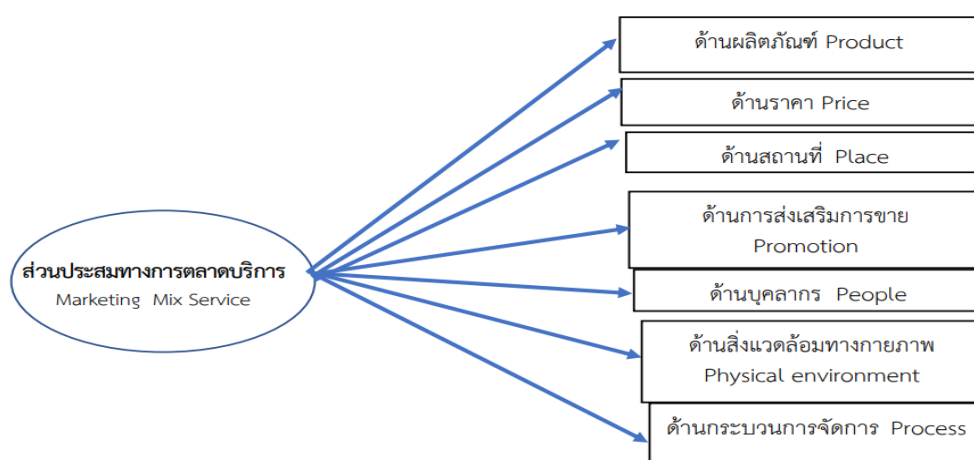 ด้านผลิตภัณฑ์ Product
ด้านราคา Price
ด้านสถานที่ Place
ด้านการส่งเสริมการขาย
Promotion
ส่วนประสมทางการตลาดบริการ
Marketing Mix Service
ด้านบุคลากร People
ด้านสิ่งแวดล้อมทางกายภาพ
Physical environment
ด้านกระบวนการจัดการ Process